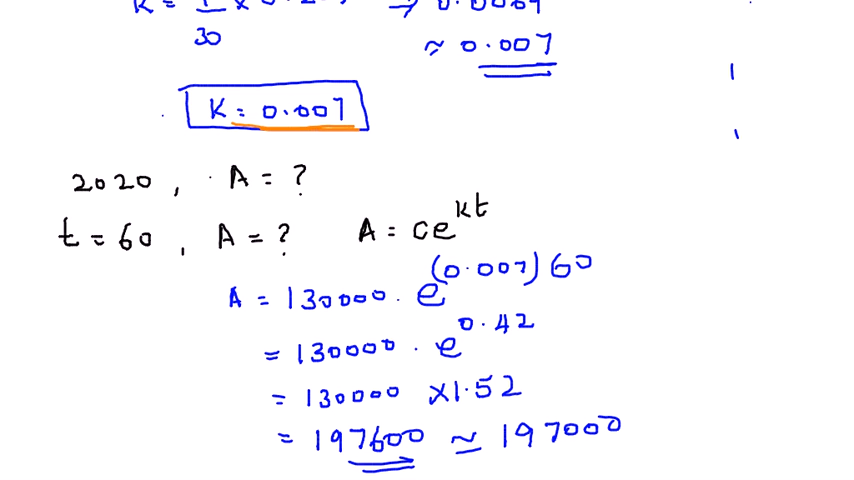 30
≈ 0.007
K = 0.007
2020 , A = ?
t = 60 , A = ? A = ce^kt
A = 130000 . e^(0.007)60
= 130000 . e^0.42
= 130000 × 1.52
= 197600 ≃ 197000